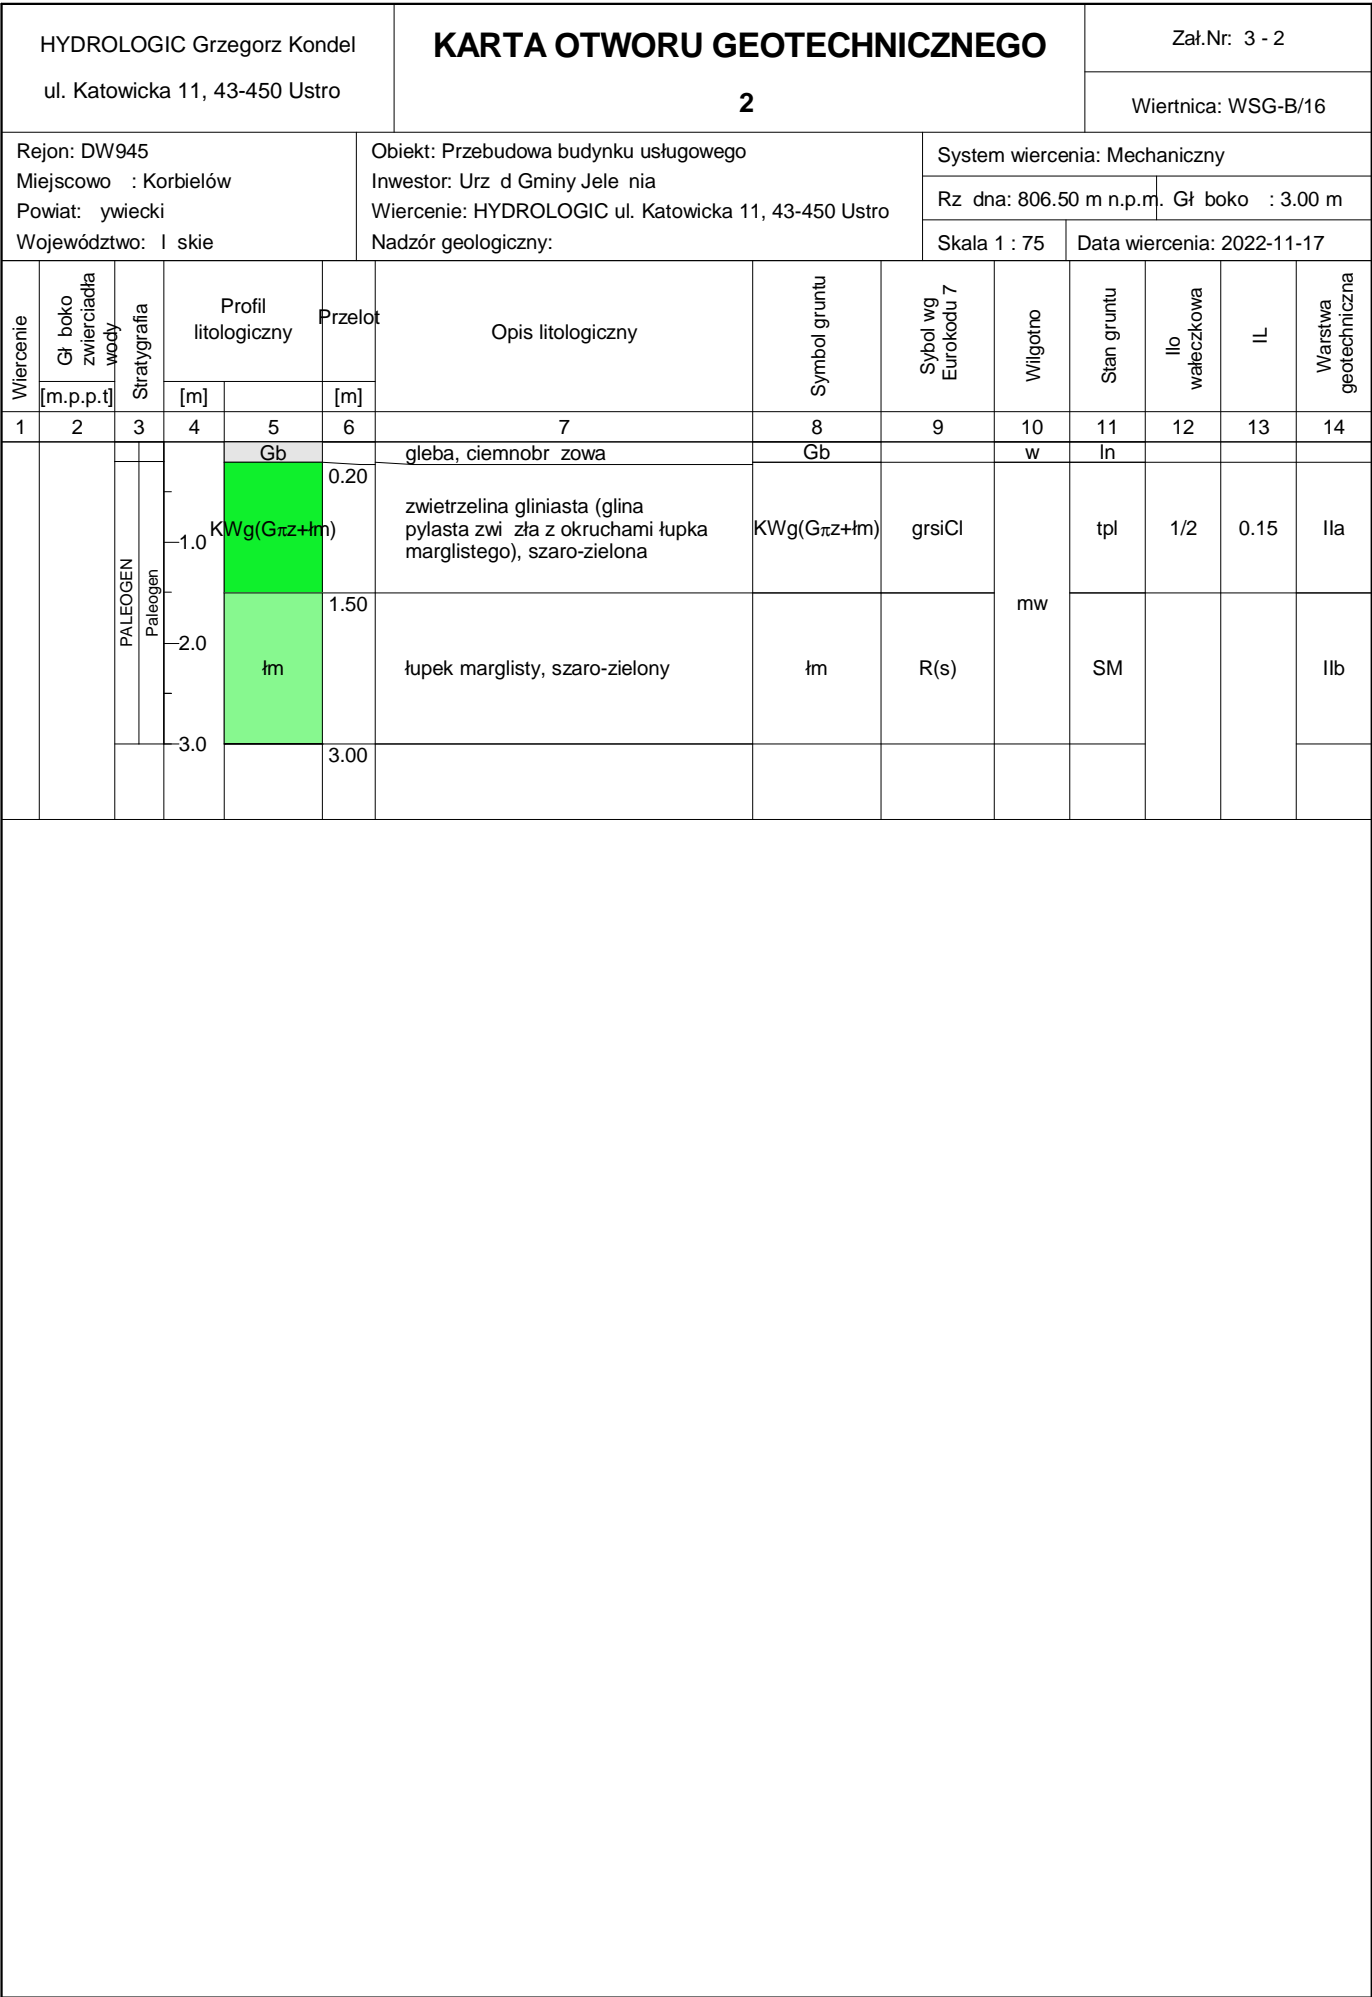 HYDROLOGIC Grzegorz Kondel
ul. Katowicka 11, 43-450 Ustro
KARTA OTWORU GEOTECHNICZNEGO
2
Zał.Nr: 3 - 2
Wiertnica: WSG-B/16
Rejon: DW945
Miejscowo : Korbielów
Powiat: ywiecki
Województwo: l skie
Obiekt: Przebudowa budynku usługowego
Inwestor: Urz d Gminy Jele nia
Wiercenie: HYDROLOGIC ul. Katowicka 11, 43-450 Ustro
Nadzór geologiczny:
System wiercenia: Mechaniczny
Rz dna: 806.50 m n.p.m. Gł boko : 3.00 m
Skala 1 : 75 Data wiercenia: 2022-11-17
Wiercenie
Gł boko
zwierciadła
wody
[m.p.p.t]
Stratygrafia
Profil
litologiczny
[m]
Przelot
[m]
Opis litologiczny
Symbol gruntu
Sybol wg
Eurokodu 7
Wilgotno
Stan gruntu
Ilo
wałeczkowa
IL
Warstwa
geotechniczna
1 2 3 4 5 6 7 8 9 10 11 12 13 14
Gb gleba, ciemnobr zowa Gb w ln
0.20
KWg(Gπz+łm)
zwietrzelina gliniasta (glina
pylasta zwi zła z okruchami łupka
marglistego), szaro-zielona
KWg(Gπz+łm) grsiCl tpl 1/2 0.15 IIa
1.0
PALEOGEN
Paleogen
1.50
mw
2.0
łm łupek marglisty, szaro-zielony łm R(s) SM IIb
3.0
3.00